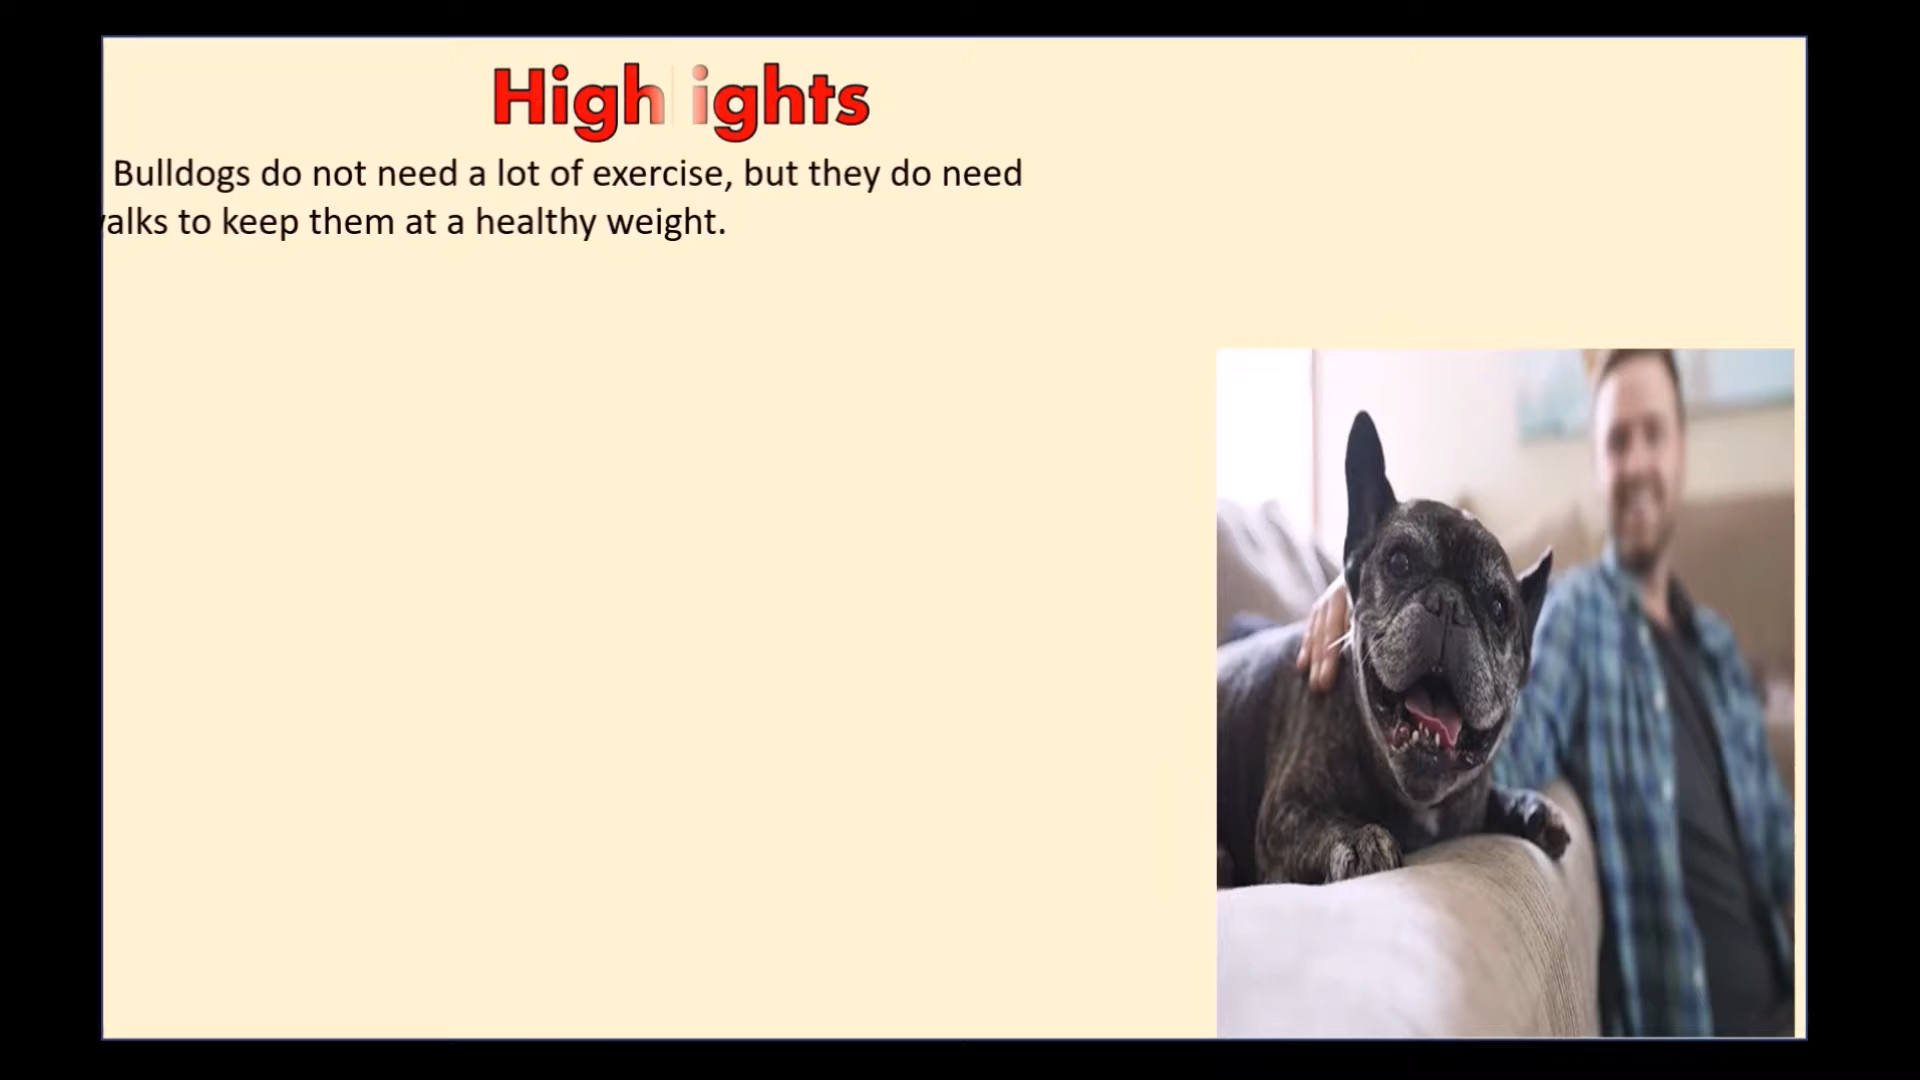 Highlights
Bulldogs do not need a lot of exercise, but they do need
alks to keep them at a healthy weight.